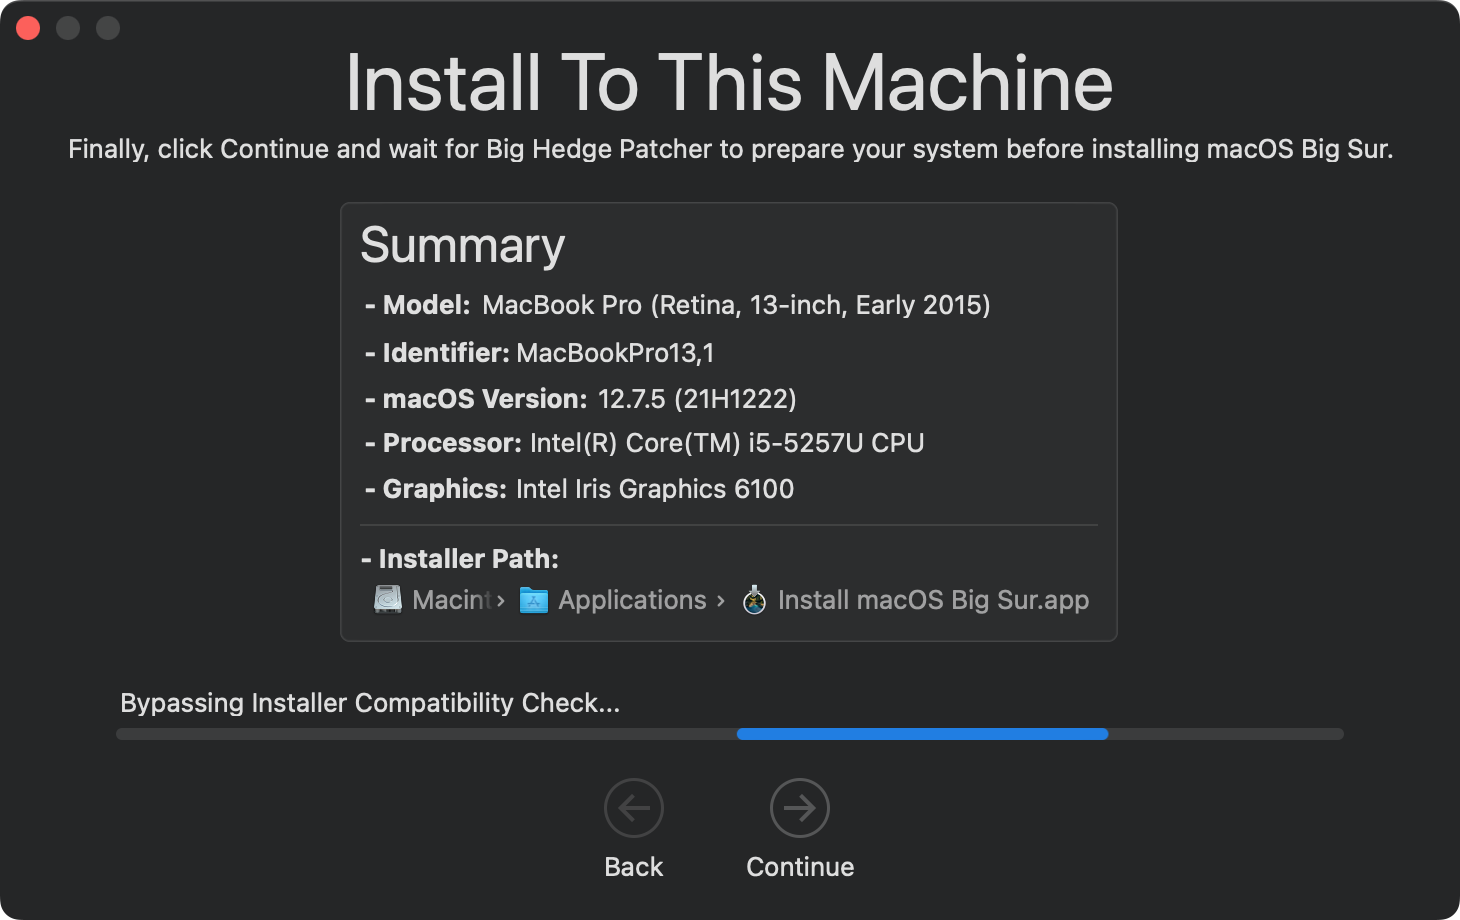 Install To This Machine
Finally, click Continue and wait for Big Hedge Patcher to prepare your system before installing macOS Big Sur.
Summary
- Model: MacBook Pro (Retina, 13-inch, Early 2015)
- Identifier: MacBookPro13,1
- macOS Version: 12.7.5 (21H1222)
- Processor: Intel(R) Core(TM) i5-5257U CPU
- Graphics: Intel Iris Graphics 6100
- Installer Path:
Macint › Applications › Install macOS Big Sur.app
Bypassing Installer Compatibility Check...
Back Continue